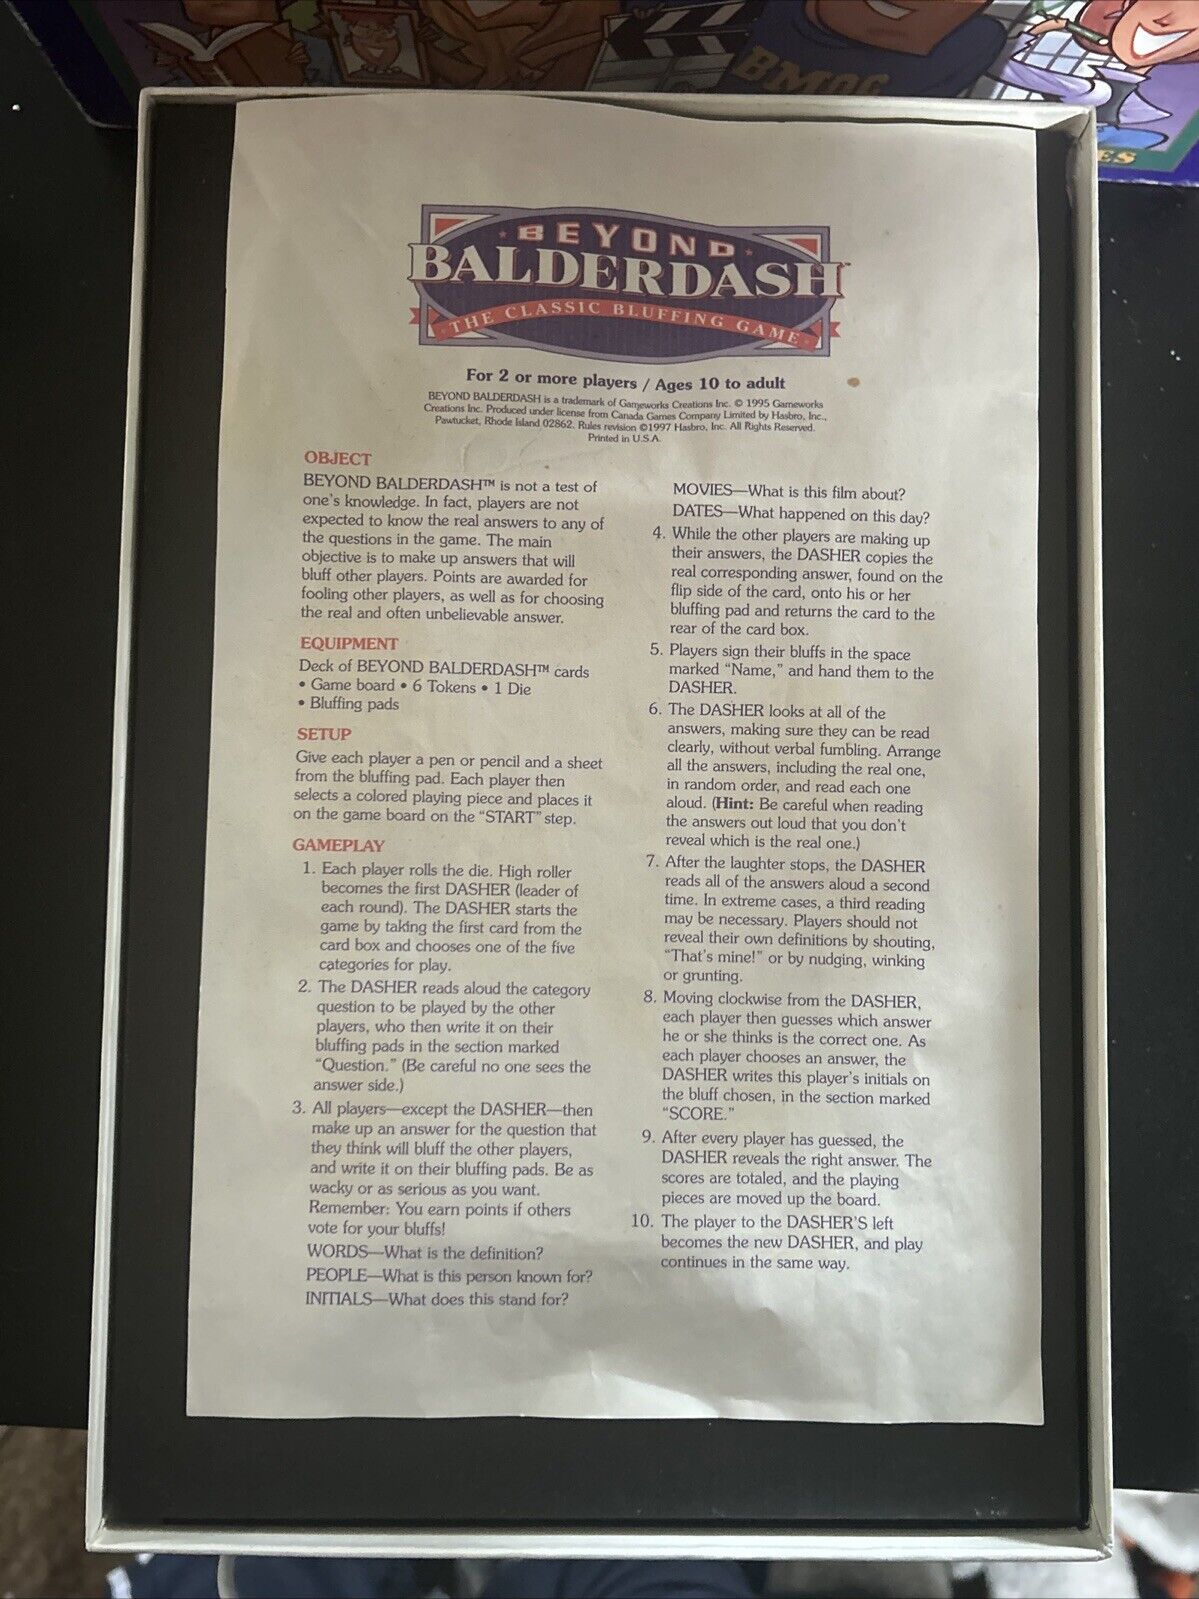 BMOC
ES
BEYOND
BALDERDASH™
THE CLASSIC BLUFFING GAME
For 2 or more players / Ages 10 to adult
BEYOND BALDERDASH is a trademark of Gameworks Creations Inc. © 1995 Gameworks
Creations Inc. Produced under license from Canada Games Company Limited by Hasbro, Inc.,
Pawtucket, Rhode Island 02862. Rules revision ©1997 Hasbro, Inc. All Rights Reserved.
Printed in U.S.A.
OBJECT
BEYOND BALDERDASH™ is not a test of
one's knowledge. In fact, players are not
expected to know the real answers to any of
the questions in the game. The main
objective is to make up answers that will
bluff other players. Points are awarded for
fooling other players, as well as for choosing
the real and often unbelievable answer.
EQUIPMENT
Deck of BEYOND BALDERDASH™ cards
• Game board • 6 Tokens • 1 Die
• Bluffing pads
SETUP
Give each player a pen or pencil and a sheet
from the bluffing pad. Each player then
selects a colored playing piece and places it
on the game board on the “START” step.
GAMEPLAY
1. Each player rolls the die. High roller
becomes the first DASHER (leader of
each round). The DASHER starts the
game by taking the first card from the
card box and chooses one of the five
categories for play.
2. The DASHER reads aloud the category
question to be played by the other
players, who then write it on their
bluffing pads in the section marked
“Question.” (Be careful no one sees the
answer side.)
3. All players—except the DASHER—then
make up an answer for the question that
they think will bluff the other players,
and write it on their bluffing pads. Be as
wacky or as serious as you want.
Remember: You earn points if others
vote for your bluffs!
WORDS—What is the definition?
PEOPLE—What is this person known for?
INITIALS—What does this stand for?
MOVIES—What is this film about?
DATES—What happened on this day?
4. While the other players are making up
their answers, the DASHER copies the
real corresponding answer, found on the
flip side of the card, onto his or her
bluffing pad and returns the card to the
rear of the card box.
5. Players sign their bluffs in the space
marked “Name,” and hand them to the
DASHER.
6. The DASHER looks at all of the
answers, making sure they can be read
clearly, without verbal fumbling. Arrange
all the answers, including the real one,
in random order, and read each one
aloud. (Hint: Be careful when reading
the answers out loud that you don't
reveal which is the real one.)
7. After the laughter stops, the DASHER
reads all of the answers aloud a second
time. In extreme cases, a third reading
may be necessary. Players should not
reveal their own definitions by shouting,
“That's mine!” or by nudging, winking
or grunting.
8. Moving clockwise from the DASHER,
each player then guesses which answer
he or she thinks is the correct one. As
each player chooses an answer, the
DASHER writes this player's initials on
the bluff chosen, in the section marked
“SCORE.”
9. After every player has guessed, the
DASHER reveals the right answer. The
scores are totaled, and the playing
pieces are moved up the board.
10. The player to the DASHER'S left
becomes the new DASHER, and play
continues in the same way.